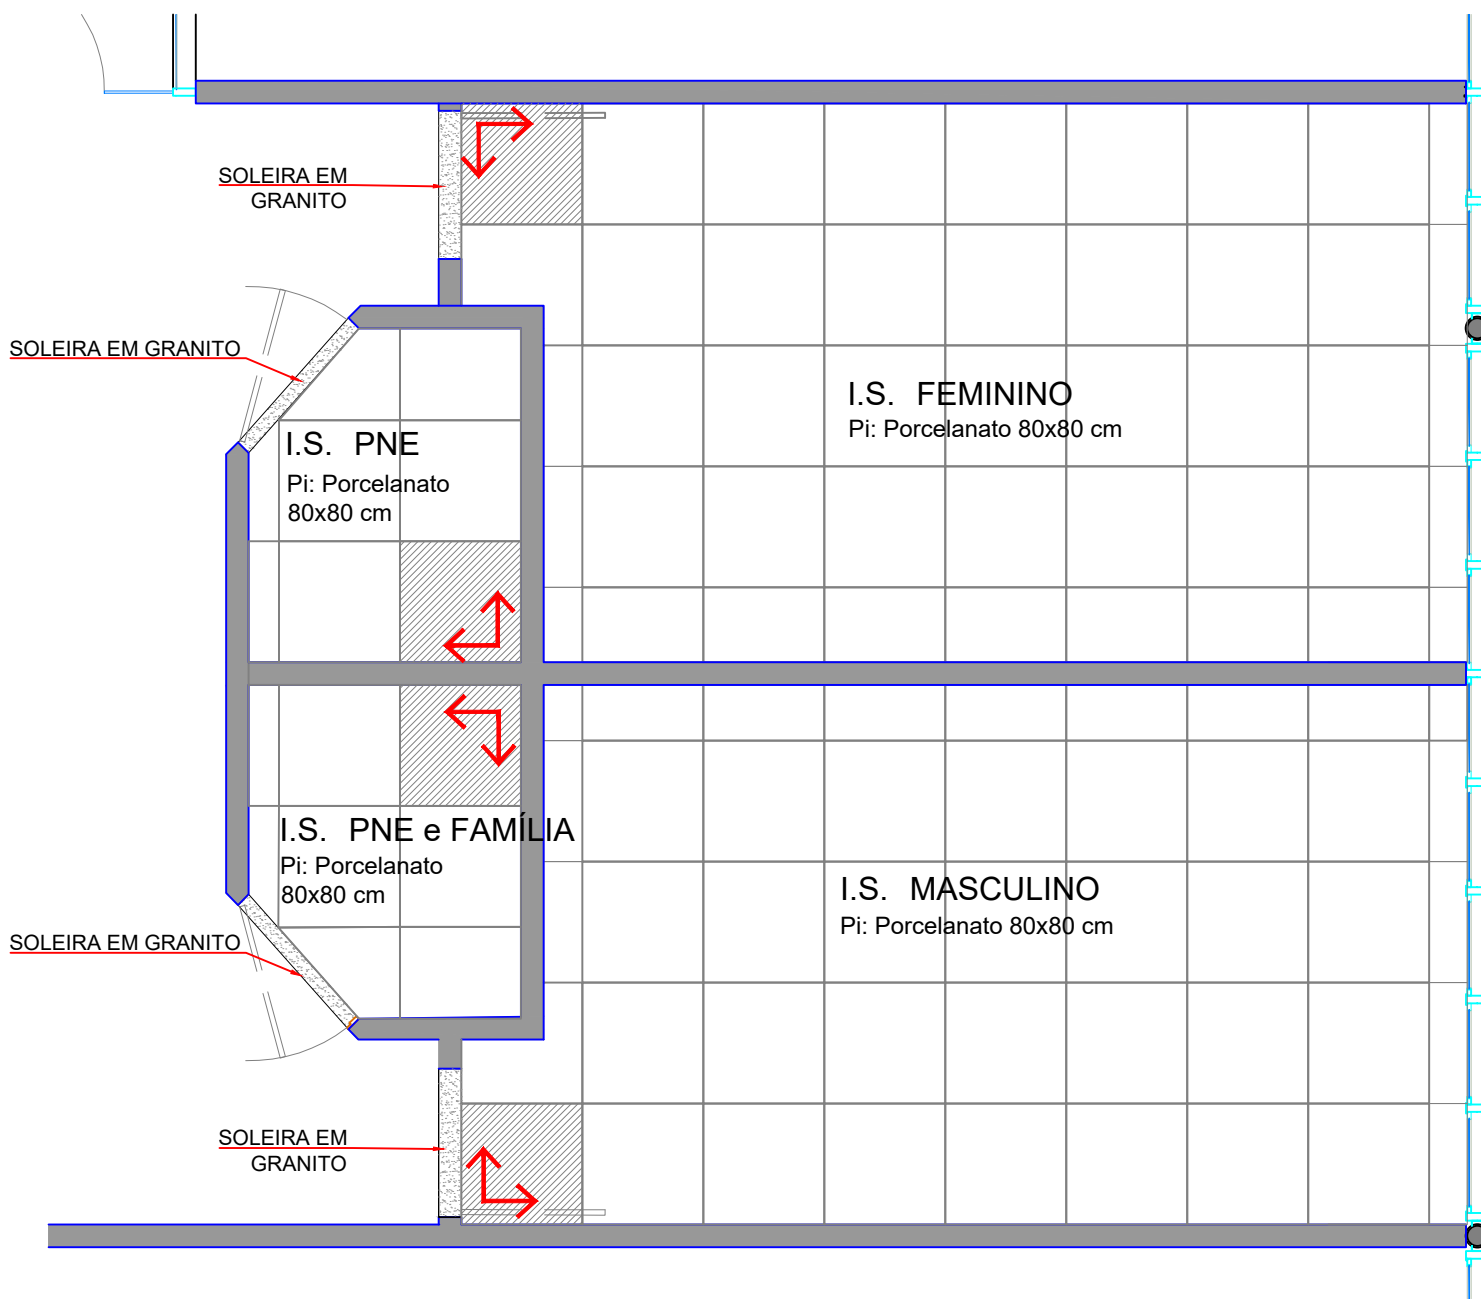 SOLEIRA EM
GRANITO
SOLEIRA EM GRANITO
I.S. FEMININO
Pi: Porcelanato 80x80 cm
I.S. PNE
Pi: Porcelanato
80x80 cm
I.S. PNE e FAMÍLIA
Pi: Porcelanato
80x80 cm
I.S. MASCULINO
Pi: Porcelanato 80x80 cm
SOLEIRA EM GRANITO
SOLEIRA EM
GRANITO